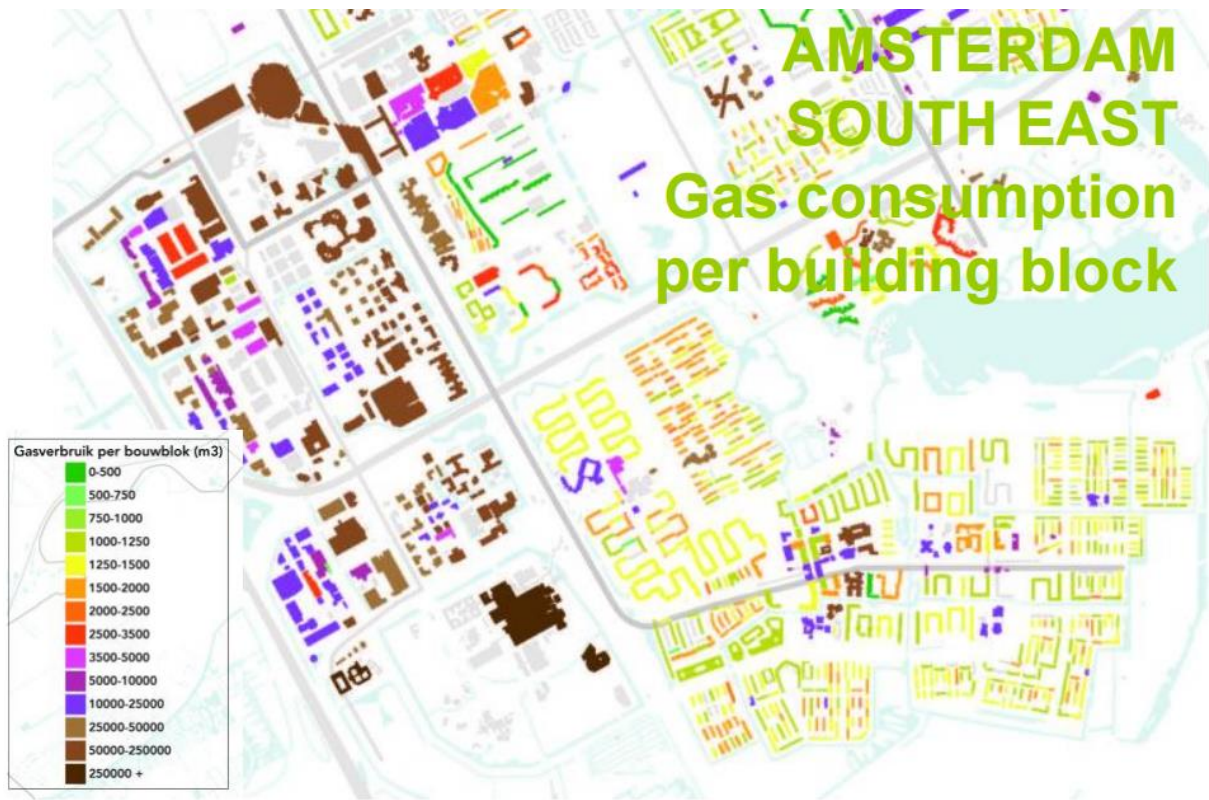 AMSTERDAM
SOUTH EAST
Gas consumption
per building block
Gasverbruik per bouwblok (m3)
0-500
500-750
750-1000
1000-1250
1250-1500
1500-2000
2000-2500
2500-3500
3500-5000
5000-10000
10000-25000
25000-50000
50000-250000
250000 +